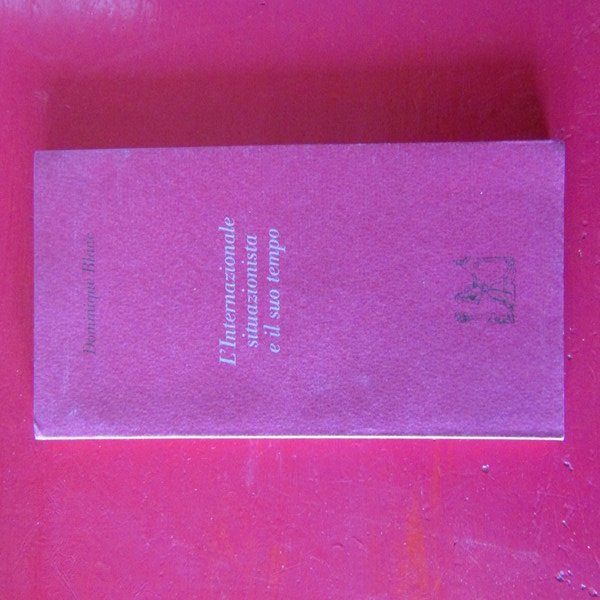 Dominique Blanc
L'Internazionale
situazionista
e il suo tempo